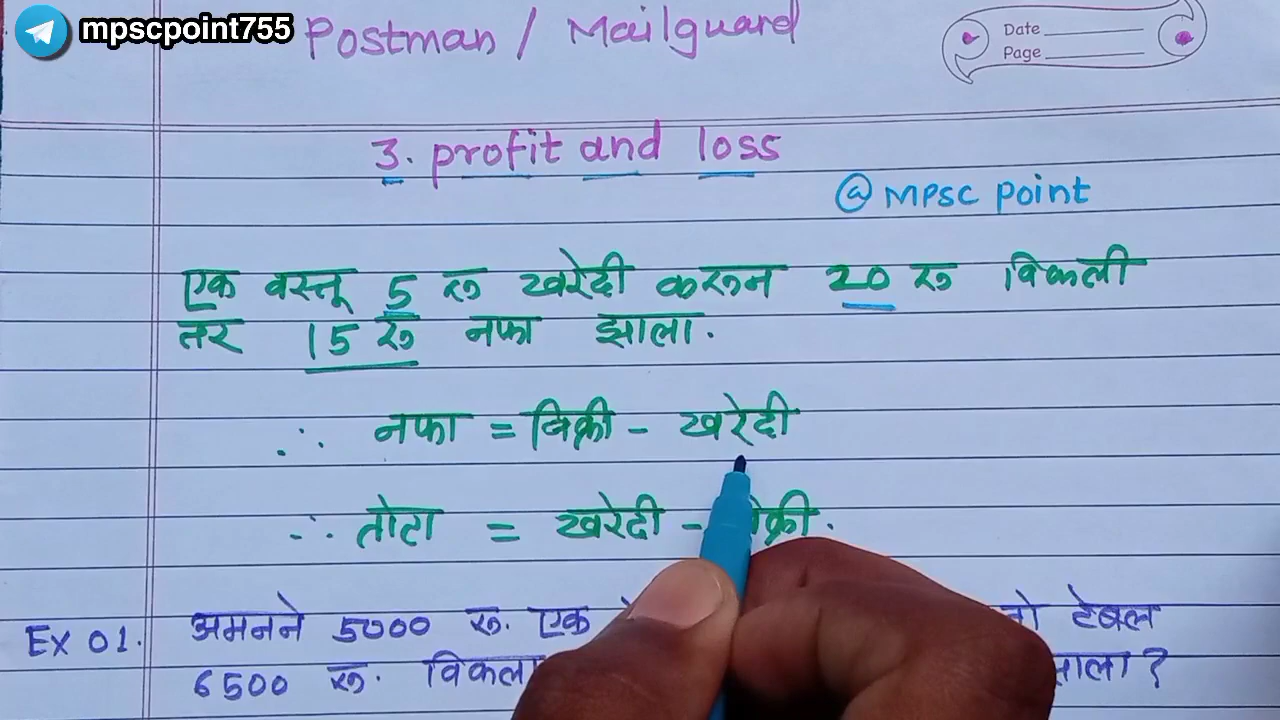 mpscpoint755
Postman / Mailguard
Date
Page
3. profit and loss
@ MPSC point
एक वस्तू 5 रु खरेदी करून 20 रु विकली
तर 15 रु नफा झाला.
∴ नफा = विक्री - खरेदी
∴ तोटा = खरेदी -
EX 01. अमनने 5000 रु. एक टेबल
6500 रु. विकला